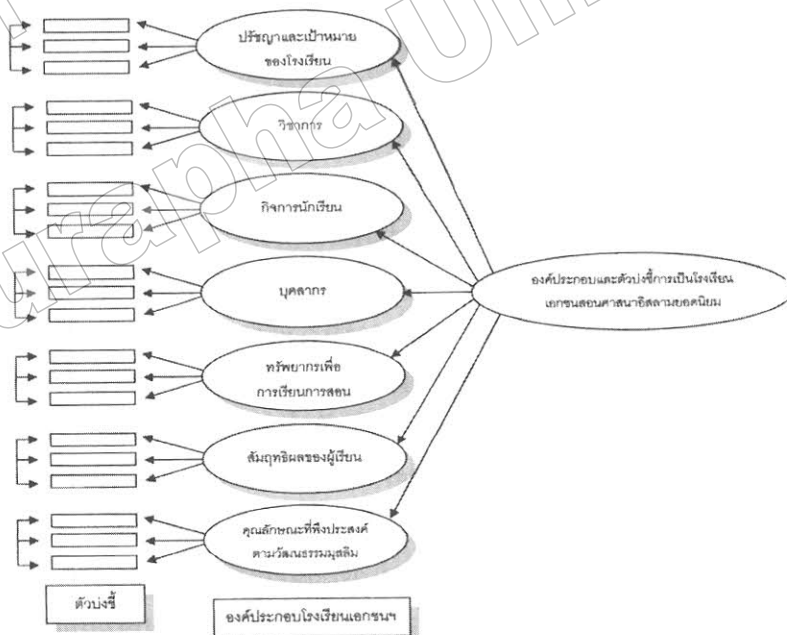 ปรัชญาและเป้าหมาย
ของโรงเรียน
วิชาการ
กิจการนักเรียน
บุคลากร
ทรัพยากรเพื่อ
การเรียนการสอน
สัมฤทธิผลของผู้เรียน
คุณลักษณะที่พึงประสงค์
ตามวัฒนธรรมมุสลิม
องค์ประกอบและตัวบ่งชี้การเป็นโรงเรียน
เอกชนสอนศาสนาอิสลามยอดนิยม
ตัวบ่งชี้
องค์ประกอบโรงเรียนเอกชนฯ